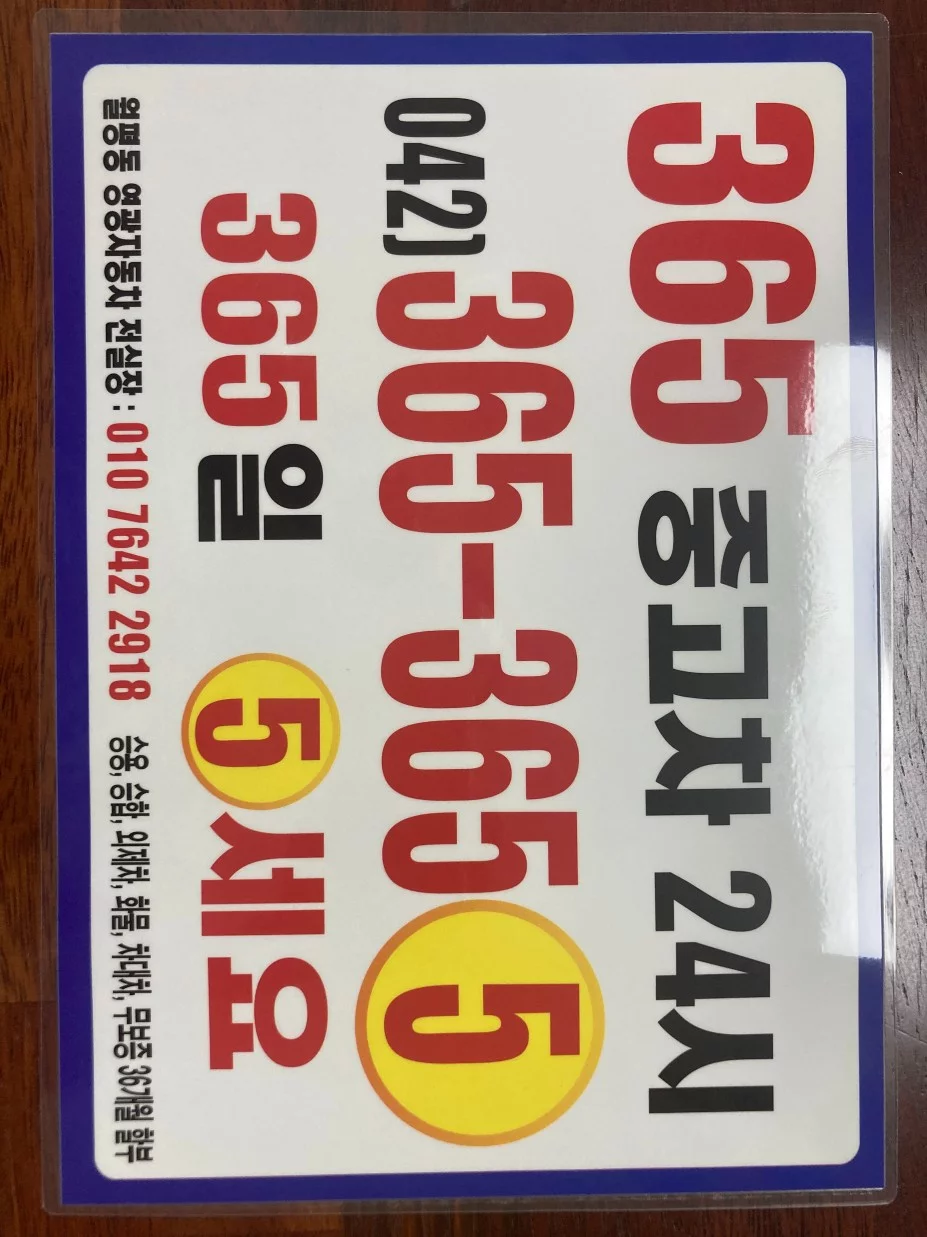 365 중고차 24시
042) 365-3655
365일 5세요
월평동 영광자동차 전실장 : 010 7642 2918 승용, 승합, 외제차, 화물, 차대차, 무보증 36개월 할부